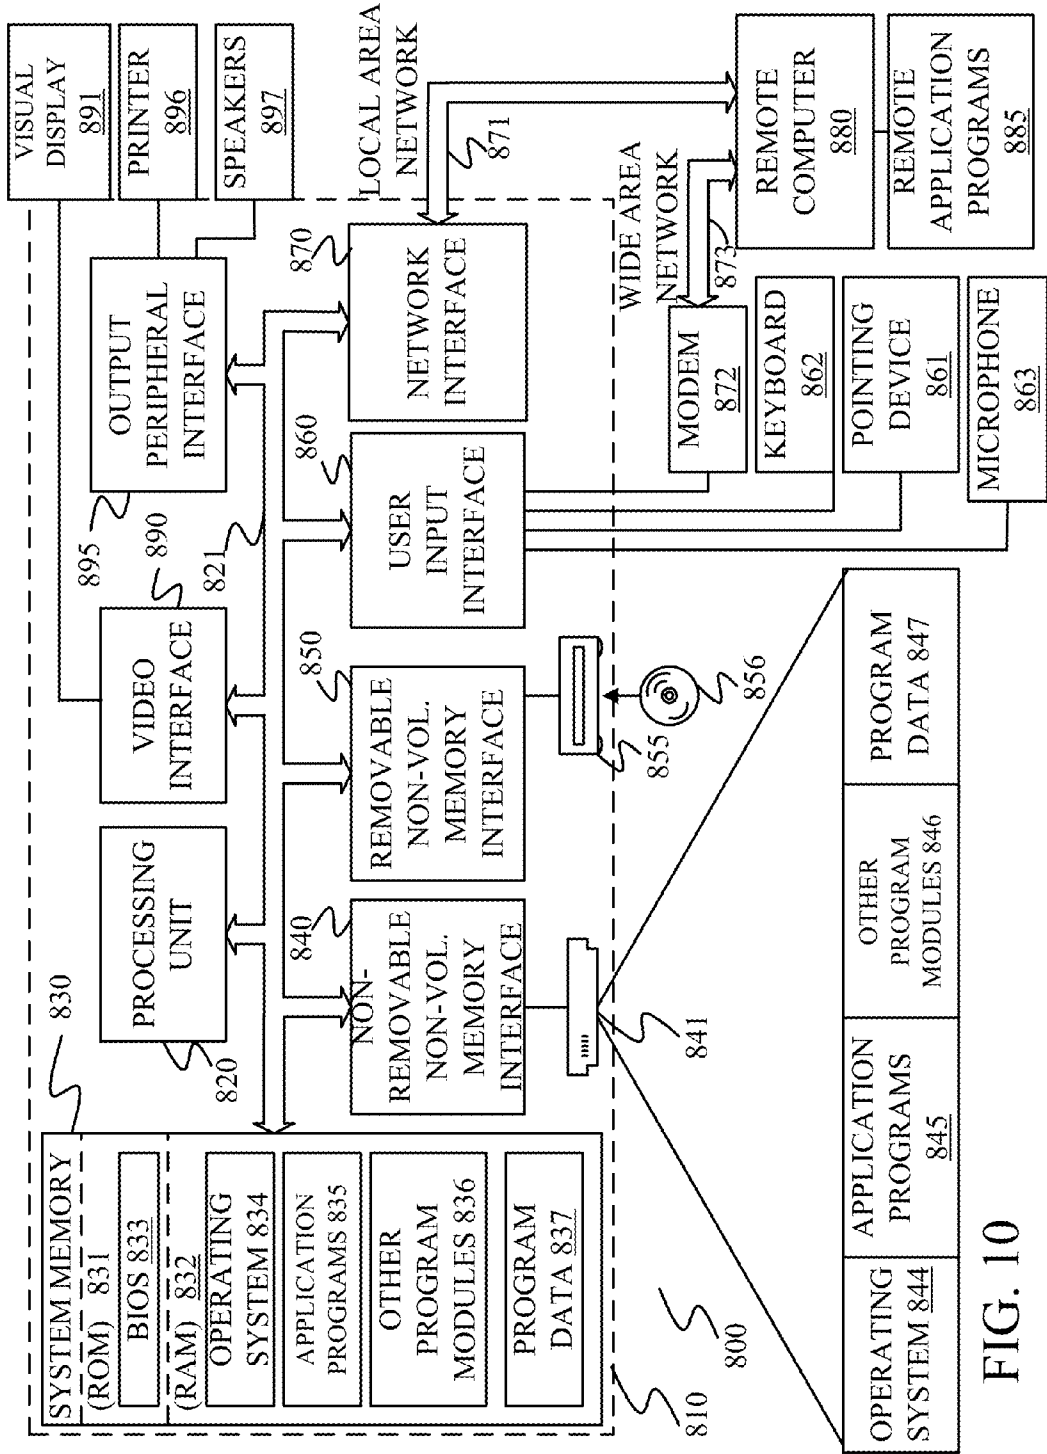 SYSTEM MEMORY
(ROM) 831
BIOS 833
(RAM) 832
OPERATING
SYSTEM 834
APPLICATION
PROGRAMS 835
OTHER
PROGRAM
MODULES 836
PROGRAM
DATA 837
830
PROCESSING
UNIT
820
VIDEO
INTERFACE
890
821
OUTPUT
PERIPHERAL
INTERFACE
895
VISUAL
DISPLAY
891
PRINTER
896
SPEAKERS
897
NON-
REMOVABLE
NON-VOL.
MEMORY
INTERFACE
840
REMOVABLE
NON-VOL.
MEMORY
INTERFACE
850
USER
INPUT
INTERFACE
860
NETWORK
INTERFACE
870
LOCAL AREA
NETWORK
871
WIDE AREA
NETWORK
873
MODEM
872
KEYBOARD
862
POINTING
DEVICE
861
MICROPHONE
863
REMOTE
COMPUTER
880
REMOTE
APPLICATION
PROGRAMS
885
841
855
856
810
800
OPERATING
SYSTEM 844
APPLICATION
PROGRAMS
845
OTHER
PROGRAM
MODULES 846
PROGRAM
DATA 847
FIG. 10